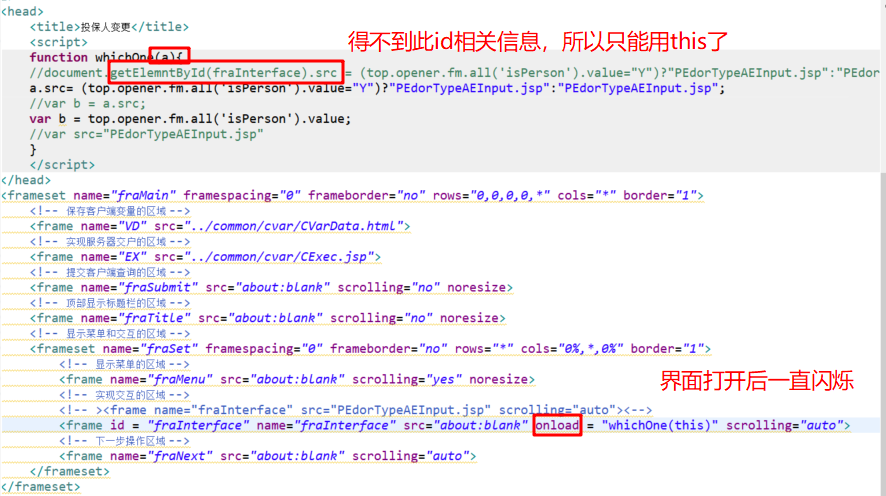 <head>
<title>投保人变更</title>
<script>
得不到此id相关信息，所以只能用this了
function whichOne(a){
//document.getElemntById(fraInterface).src = (top.opener.fm.all('isPerson').value="Y")?"PEdorTypeAEInput.jsp":"PEdor
a.src= (top.opener.fm.all('isPerson').value="Y")?"PEdorTypeAEInput.jsp":"PEdorTypeAEInput.jsp";
//var b = a.src;
var b = top.opener.fm.all('isPerson').value;
//var src="PEdorTypeAEInput.jsp"
}
</script>
</head>
<frameset name="fraMain" framespacing="0" frameborder="no" rows="0,0,0,0,*" cols="*" border="1">
<!-- 保存客户端变量的区域 -->
<frame name="VD" src="../common/cvar/CVarData.html">
<!-- 实现服务器交户的区域 -->
<frame name="EX" src="../common/cvar/CExec.jsp">
<!-- 提交客户端查询的区域 -->
<frame name="fraSubmit" src="about:blank" scrolling="no" noresize>
<!-- 顶部显示标题栏的区域 -->
<frame name="fraTitle" src="about:blank" scrolling="no" noresize>
<!-- 显示菜单和交互的区域 -->
<frameset name="fraSet" framespacing="0" frameborder="no" rows="*" cols="0%,*,0%" border="1">
<!-- 显示菜单的区域 -->
<frame name="fraMenu" src="about:blank" scrolling="yes" noresize>
界面打开后一直闪烁
<!-- 实现交互的区域 -->
<!-- ><frame name="fraInterface" src="PEdorTypeAEInput.jsp" scrolling="auto"><-->
<frame id = "fraInterface" name="fraInterface" src="about:blank" onload = "whichOne(this)" scrolling="auto">
<!-- 下一步操作区域 -->
<frame name="fraNext" src="about:blank" scrolling="auto">
</frameset>
</frameset>